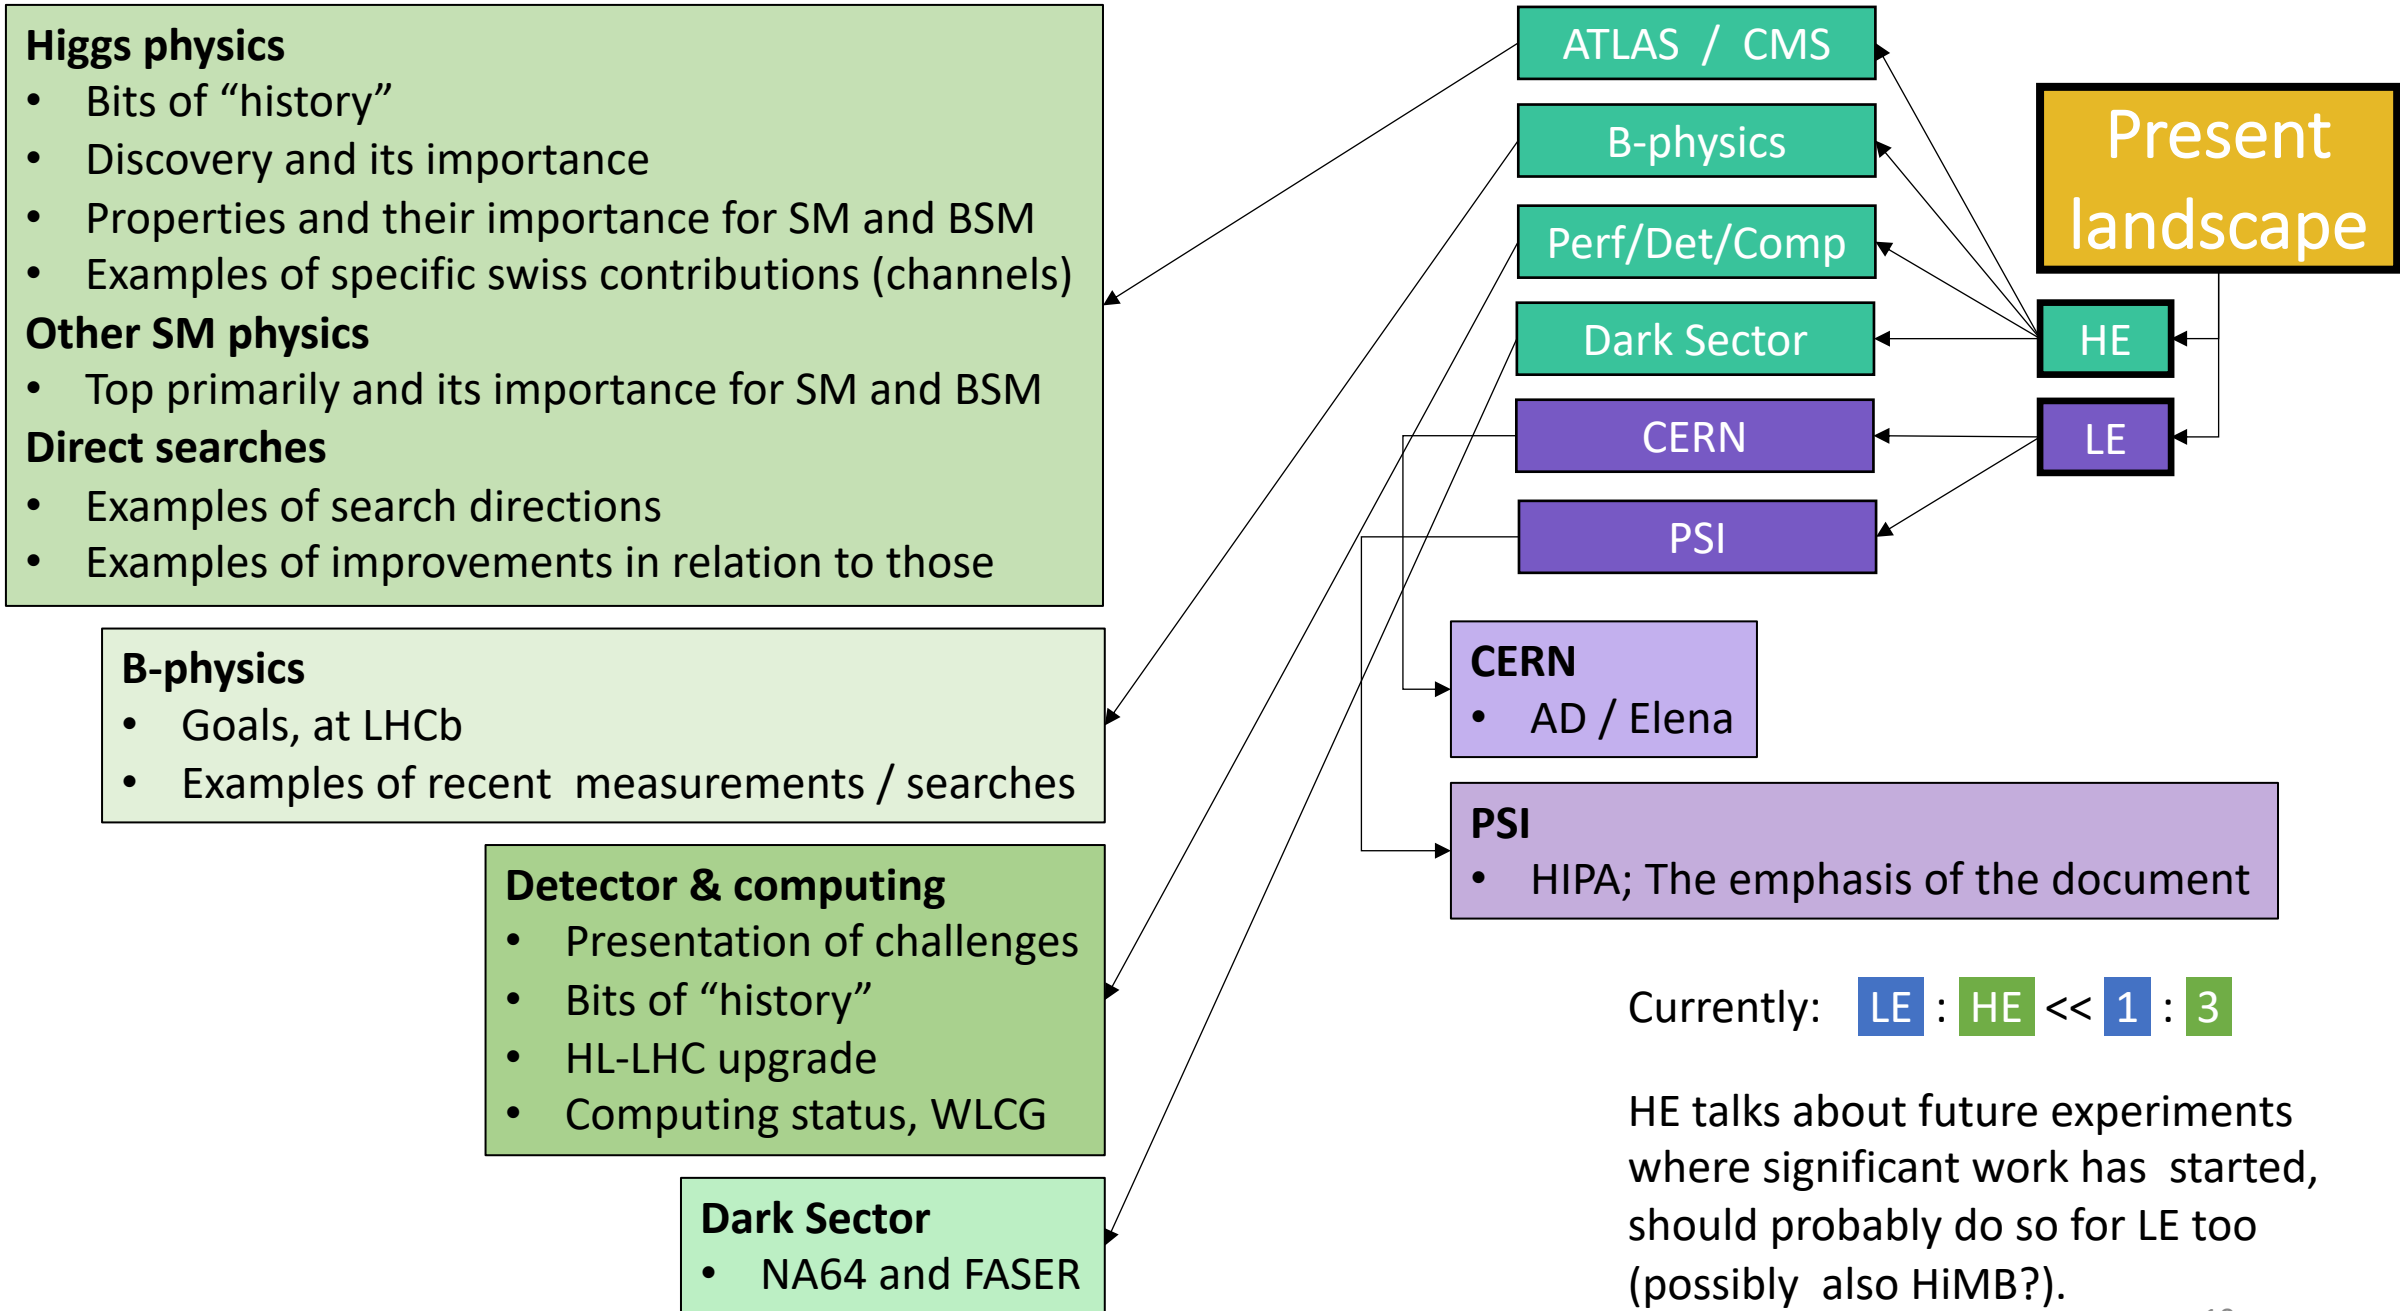 Higgs physics
• Bits of “history”
• Discovery and its importance
• Properties and their importance for SM and BSM
• Examples of specific swiss contributions (channels)
Other SM physics
• Top primarily and its importance for SM and BSM
Direct searches
• Examples of search directions
• Examples of improvements in relation to those
B-physics
• Goals, at LHCb
• Examples of recent measurements / searches
Detector & computing
• Presentation of challenges
• Bits of “history”
• HL-LHC upgrade
• Computing status, WLCG
Dark Sector
• NA64 and FASER
ATLAS / CMS
B-physics
Perf/Det/Comp
Dark Sector
CERN
PSI
Present
landscape
HE
LE
CERN
• AD / Elena
PSI
• HIPA; The emphasis of the document
Currently: LE : HE << 1 : 3
HE talks about future experiments
where significant work has started,
should probably do so for LE too
(possibly also HiMB?).